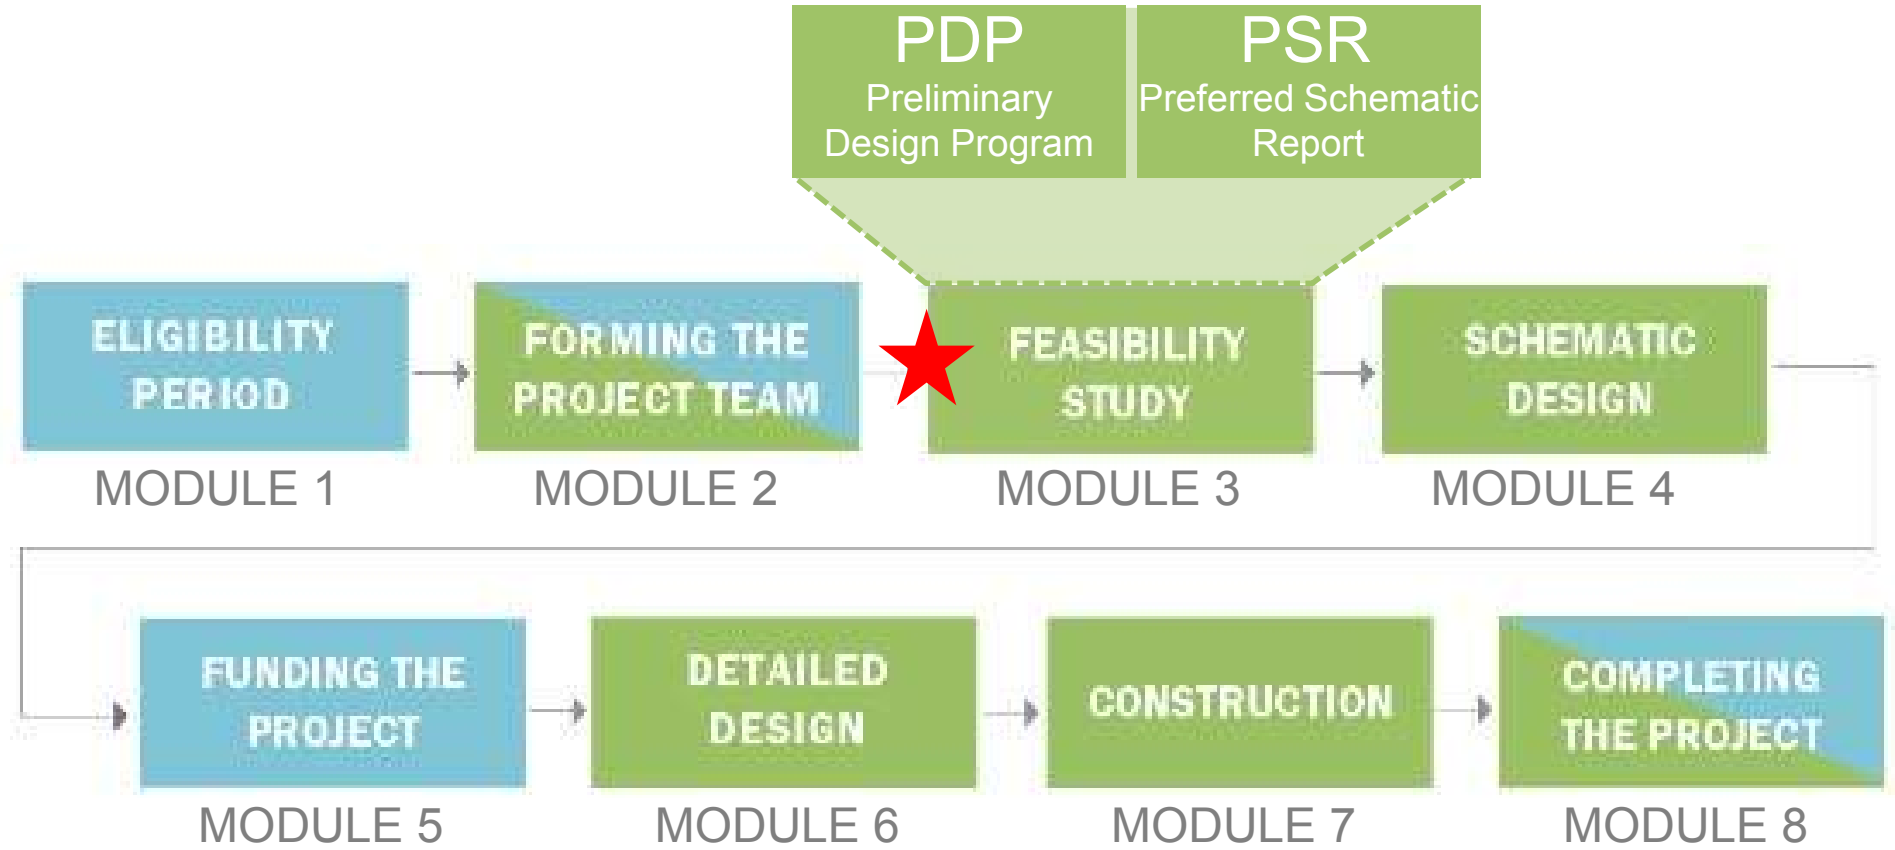 PDP
Preliminary
Design Program
PSR
Preferred Schematic
Report
ELIGIBILITY
PERIOD
MODULE 1
FORMING THE
PROJECT TEAM
MODULE 2
FEASIBILITY
STUDY
MODULE 3
SCHEMATIC
DESIGN
MODULE 4
FUNDING THE
PROJECT
MODULE 5
DETAILED
DESIGN
MODULE 6
CONSTRUCTION
MODULE 7
COMPLETING
THE PROJECT
MODULE 8